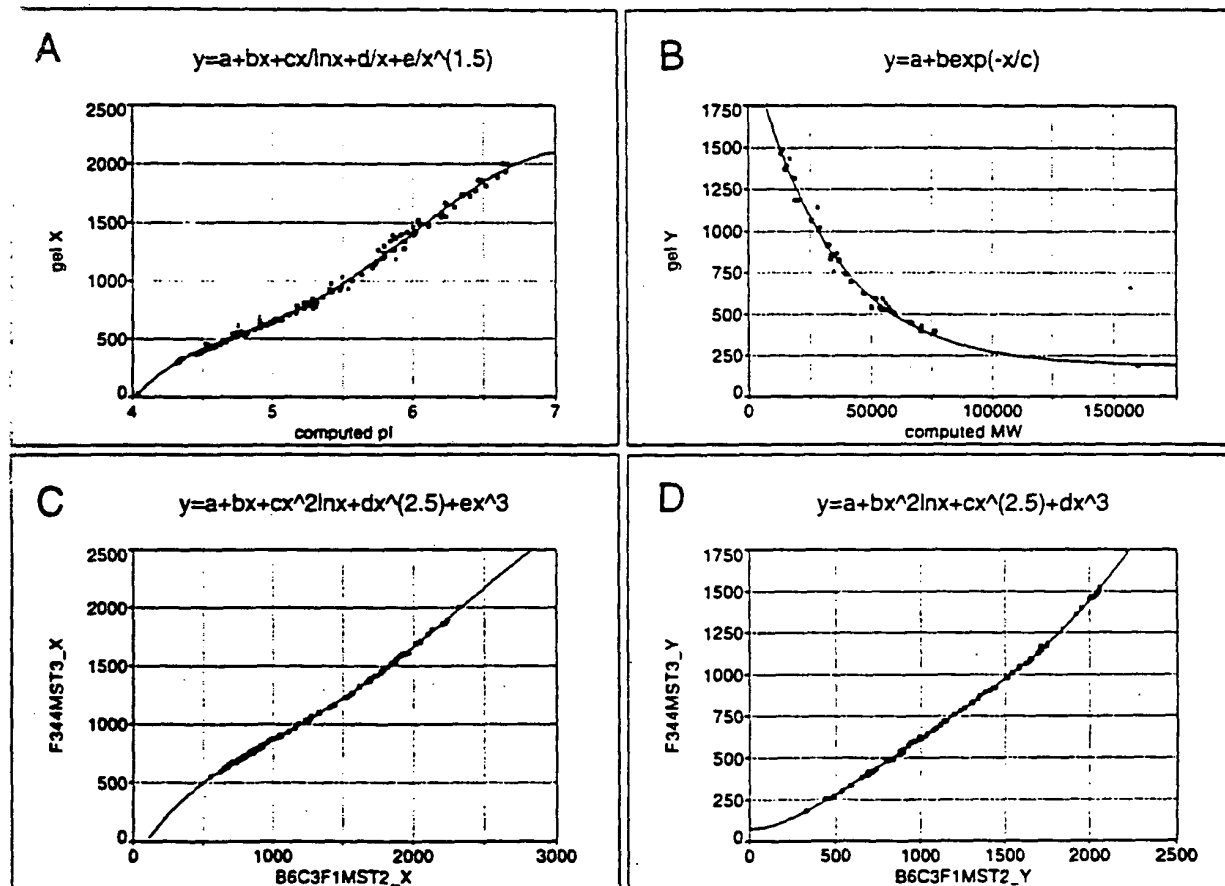 A
y=a+bx+cx/lnx+d/x+e/x^(1.5)
2500
2000
1500
1000
500
0
gel X
4
5
6
7
computed pI
B
y=a+bexp(-x/c)
1750
1500
1250
1000
750
500
250
0
gel Y
0
50000
100000
150000
computed MW
C
y=a+bx+cx^2lnx+dx^(2.5)+ex^3
2500
2000
1500
1000
500
0
F344MST3_X
0
1000
2000
3000
B6C3F1MST2_X
D
y=a+bx^2lnx+cx^(2.5)+dx^3
1750
1500
1250
1000
750
500
250
0
F344MST3_Y
0
500
1000
1500
2000
2500
B6C3F1MST2_Y